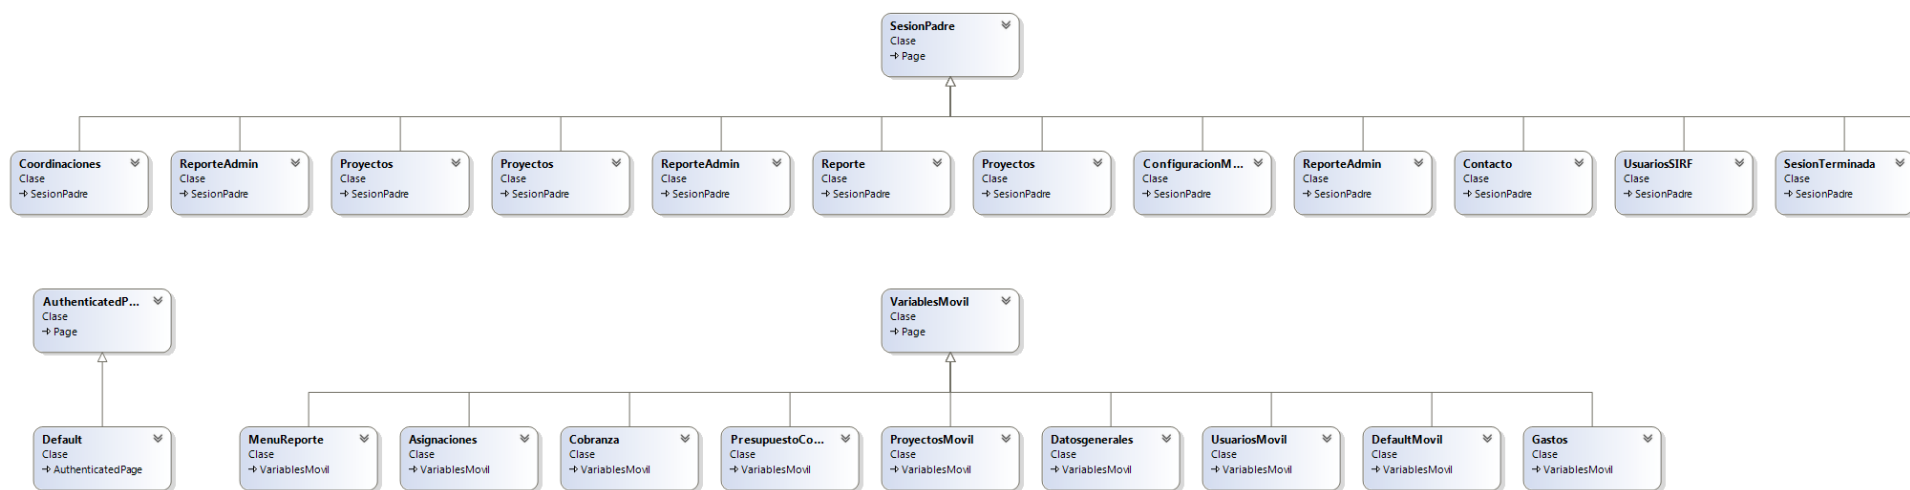 SesionPadre
Clase
Page
Coordinaciones
Clase
SesionPadre
ReporteAdmin
Clase
SesionPadre
Proyectos
Clase
SesionPadre
Proyectos
Clase
SesionPadre
ReporteAdmin
Clase
SesionPadre
Reporte
Clase
SesionPadre
Proyectos
Clase
SesionPadre
ConfiguracionM...
Clase
SesionPadre
ReporteAdmin
Clase
SesionPadre
Contacto
Clase
SesionPadre
UsuariosSIRF
Clase
SesionPadre
SesionTerminada
Clase
SesionPadre
AuthenticatedP...
Clase
Page
VariablesMovil
Clase
Page
Default
Clase
AuthenticatedPage
MenuReporte
Clase
VariablesMovil
Asignaciones
Clase
VariablesMovil
Cobranza
Clase
VariablesMovil
PresupuestoCo...
Clase
VariablesMovil
ProyectosMovil
Clase
VariablesMovil
Datosgenerales
Clase
VariablesMovil
UsuariosMovil
Clase
VariablesMovil
DefaultMovil
Clase
VariablesMovil
Gastos
Clase
VariablesMovil